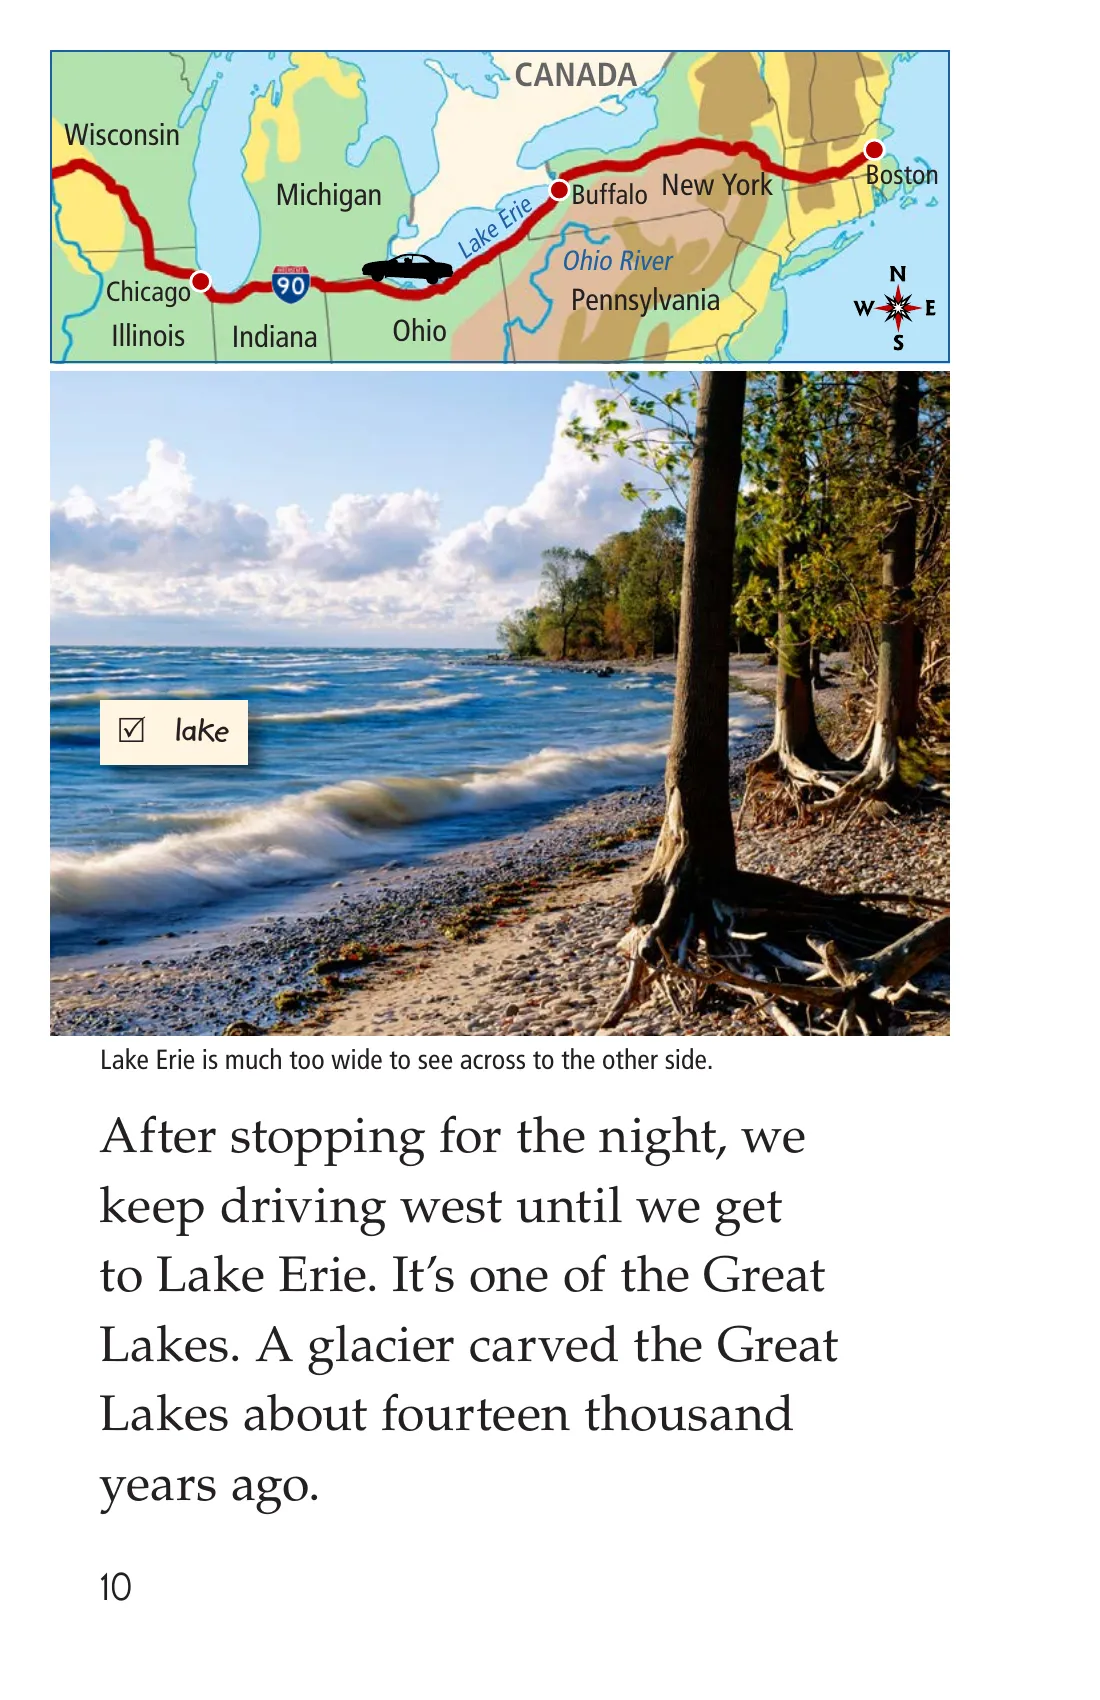 CANADA
Wisconsin
Michigan
Boston
Buffalo
New York
Lake Erie
Ohio River
Chicago
90
Pennsylvania
Illinois
Indiana
Ohio
N
W
E
S
☑ lake
Lake Erie is much too wide to see across to the other side.
After stopping for the night, we
keep driving west until we get
to Lake Erie. It’s one of the Great
Lakes. A glacier carved the Great
Lakes about fourteen thousand
years ago.
10